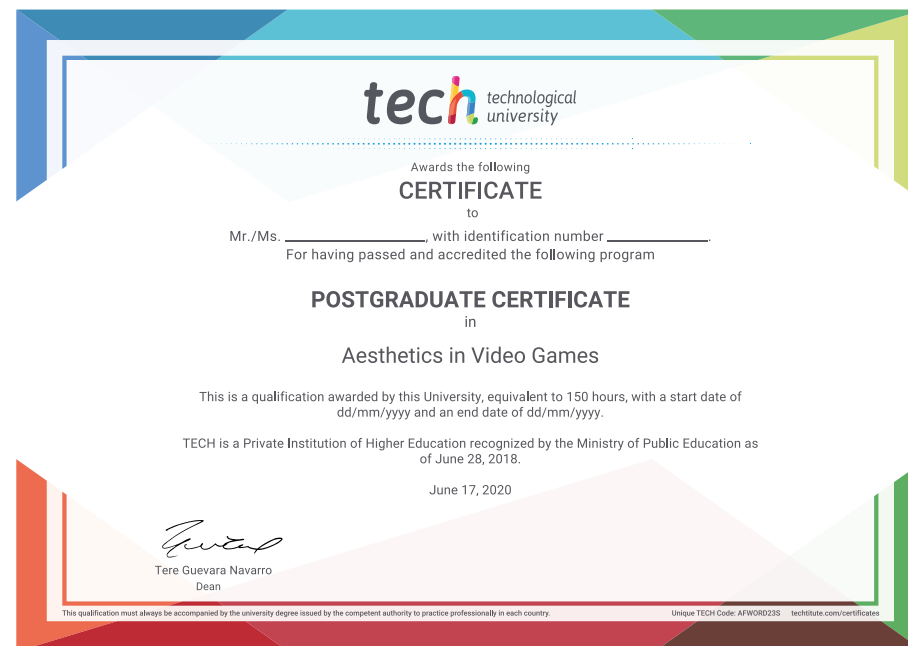 tech technological
university
Awards the following
CERTIFICATE
to
Mr./Ms. ____________________, with identification number ______________.
For having passed and accredited the following program
POSTGRADUATE CERTIFICATE
in
Aesthetics in Video Games
This is a qualification awarded by this University, equivalent to 150 hours, with a start date of
dd/mm/yyyy and an end date of dd/mm/yyyy.
TECH is a Private Institution of Higher Education recognized by the Ministry of Public Education as
of June 28, 2018.
June 17, 2020
Tere Guevara Navarro
Dean
This qualification must always be accompanied by the university degree issued by the competent authority to practice professionally in each country. Unique TECH Code: AFWORD23S techtitute.com/certificates